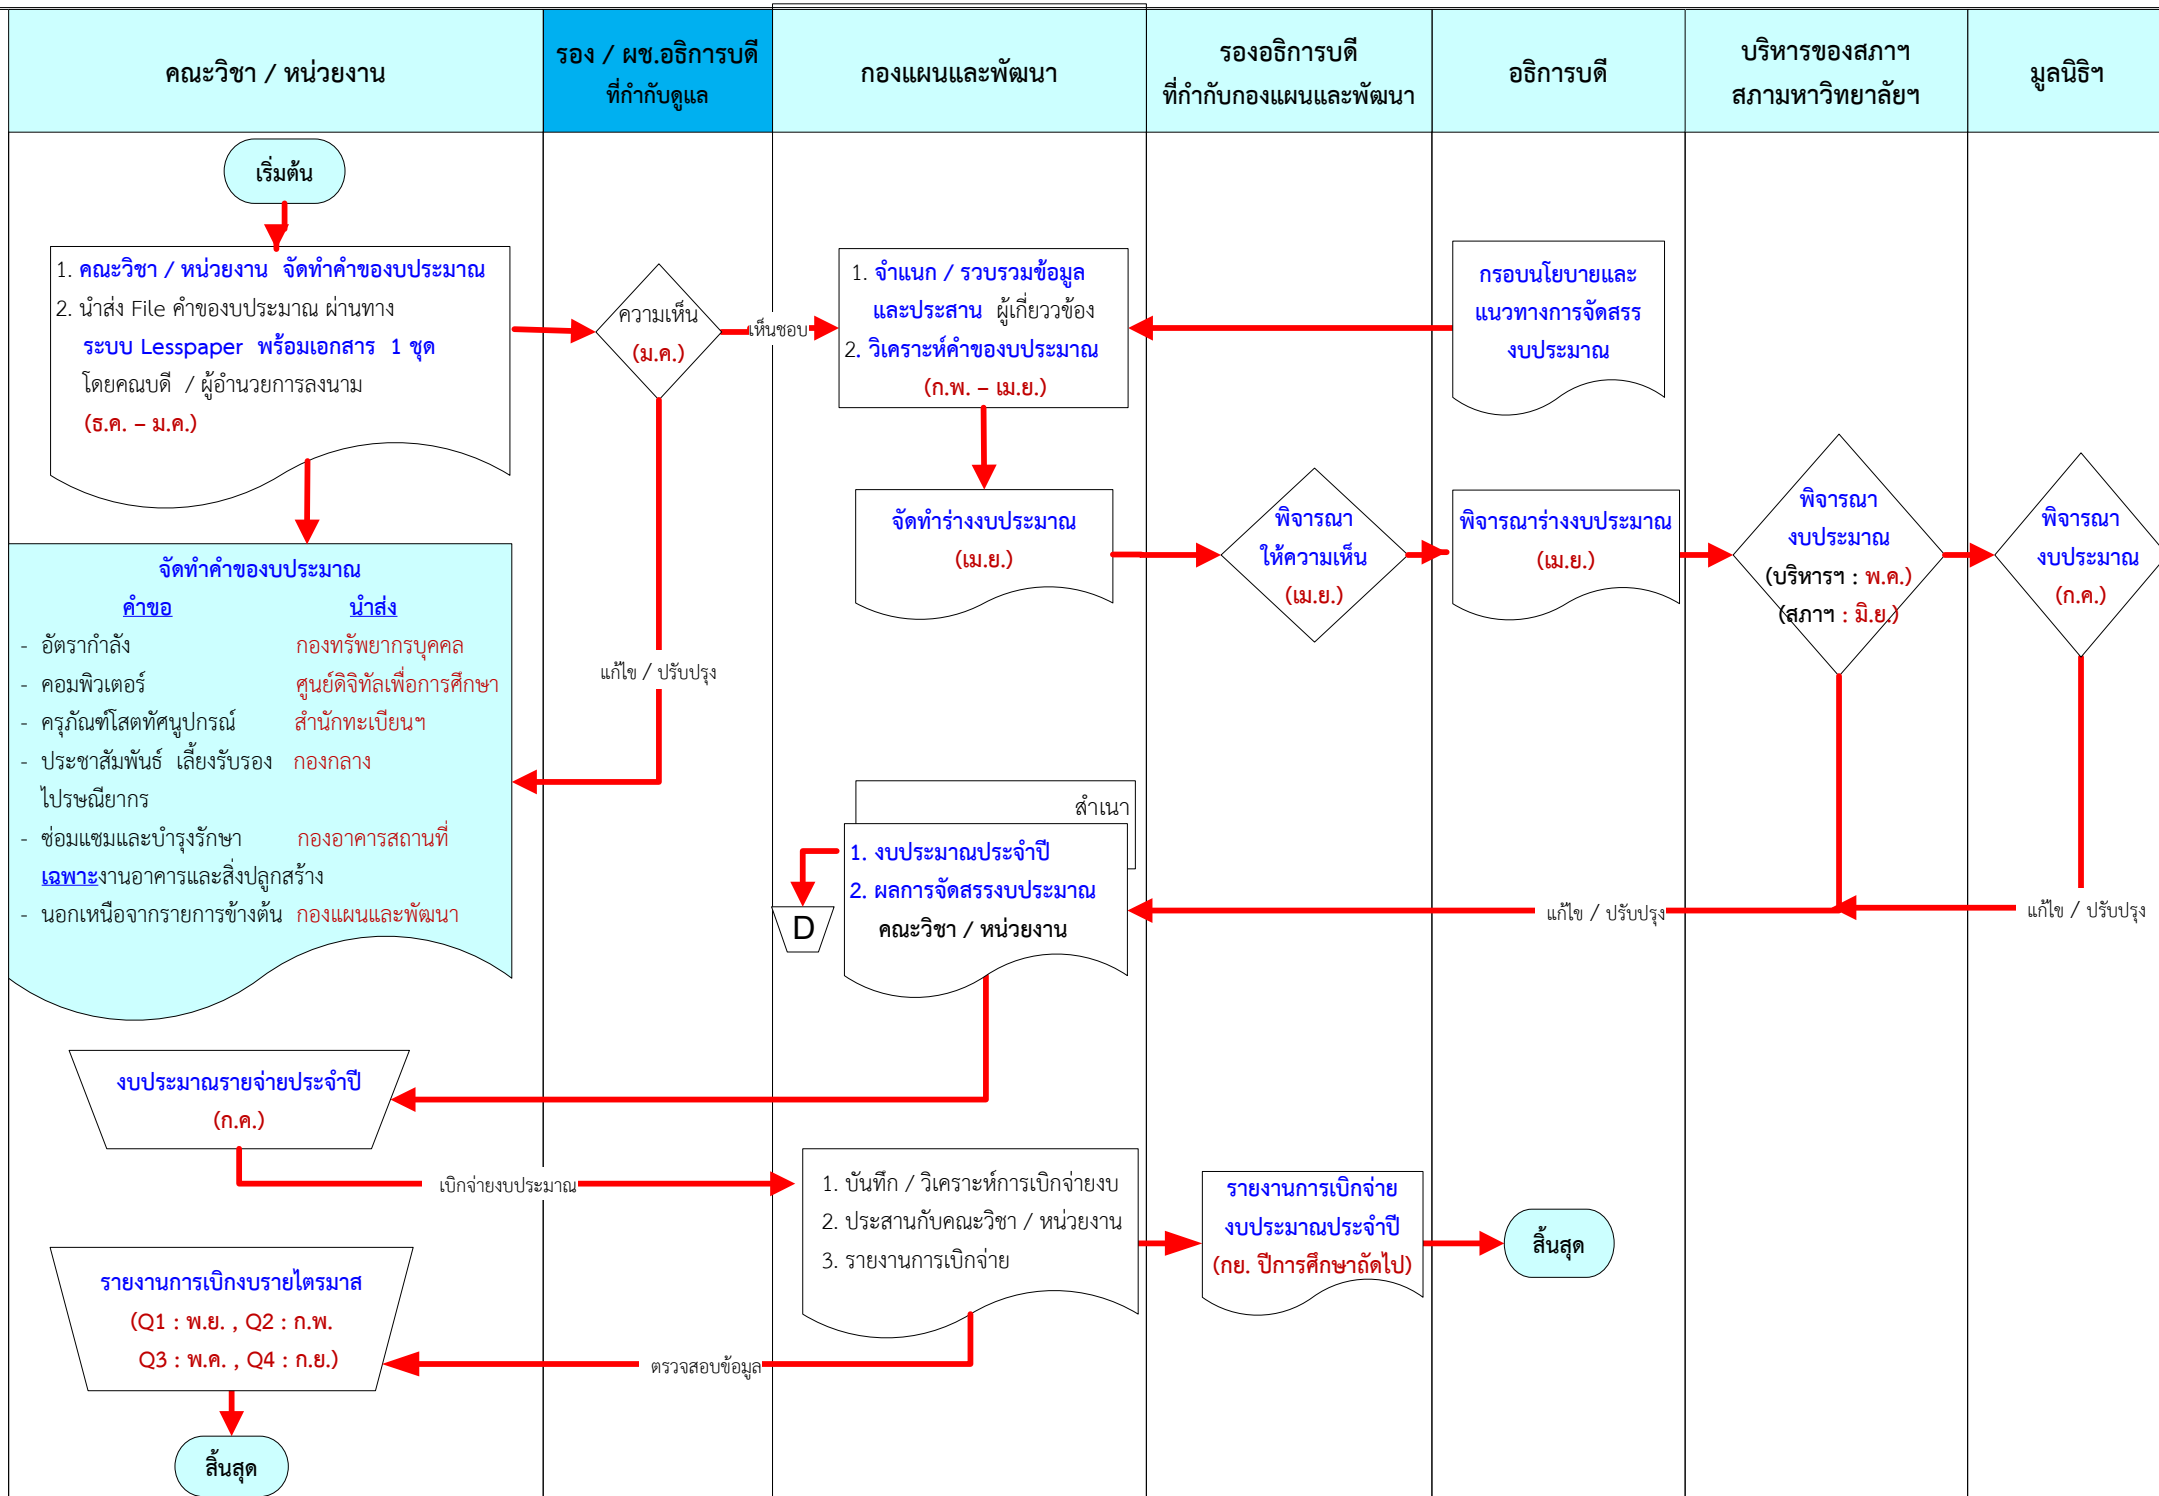 คณะวิชา / หน่วยงาน
รอง / ผช.อธิการบดี
ที่กำกับดูแล
กองแผนและพัฒนา
รองอธิการบดี
ที่กำกับกองแผนและพัฒนา
อธิการบดี
บริหารของสภาฯ
สภามหาวิทยาลัยฯ
มูลนิธิฯ
เริ่มต้น
1. คณะวิชา / หน่วยงาน จัดทำคำของบประมาณ
2. นำส่ง File คำของบประมาณ ผ่านทาง
ระบบ Lesspaper พร้อมเอกสาร 1 ชุด
โดยคณบดี / ผู้อำนวยการลงนาม
(ธ.ค. – ม.ค.)
ความเห็น
(ม.ค.)
เห็นชอบ
1. จำแนก / รวบรวมข้อมูล
และประสาน ผู้เกี่ยวข้อง
2. วิเคราะห์คำของบประมาณ
(ก.พ. – เม.ย.)
กรอบนโยบายและ
แนวทางการจัดสรร
งบประมาณ
จัดทำร่างงบประมาณ
(เม.ย.)
พิจารณา
ให้ความเห็น
(เม.ย.)
พิจารณาร่างงบประมาณ
(เม.ย.)
พิจารณา
งบประมาณ
(บริหารฯ : พ.ค.)
(สภาฯ : มิ.ย.)
พิจารณา
งบประมาณ
(ก.ค.)
จัดทำคำของบประมาณ
คำขอ นำส่ง
- อัตรากำลัง กองทรัพยากรบุคคล
- คอมพิวเตอร์ ศูนย์ดิจิทัลเพื่อการศึกษา
- ครุภัณฑ์โสตทัศนูปกรณ์ สำนักทะเบียนฯ
- ประชาสัมพันธ์ เลี้ยงรับรอง กองกลาง
ไปรษณียากร
- ซ่อมแซมและบำรุงรักษา กองอาคารสถานที่
เฉพาะงานอาคารและสิ่งปลูกสร้าง
- นอกเหนือจากรายการข้างต้น กองแผนและพัฒนา
แก้ไข / ปรับปรุง
สำเนา
1. งบประมาณประจำปี
2. ผลการจัดสรรงบประมาณ
คณะวิชา / หน่วยงาน
D
แก้ไข / ปรับปรุง
แก้ไข / ปรับปรุง
งบประมาณรายจ่ายประจำปี
(ก.ค.)
เบิกจ่ายงบประมาณ
1. บันทึก / วิเคราะห์การเบิกจ่ายงบ
2. ประสานกับคณะวิชา / หน่วยงาน
3. รายงานการเบิกจ่าย
รายงานการเบิกจ่าย
งบประมาณประจำปี
(กย. ปีการศึกษาถัดไป)
สิ้นสุด
รายงานการเบิกงบรายไตรมาส
(Q1 : พ.ย. , Q2 : ก.พ.
Q3 : พ.ค. , Q4 : ก.ย.)
ตรวจสอบข้อมูล
สิ้นสุด